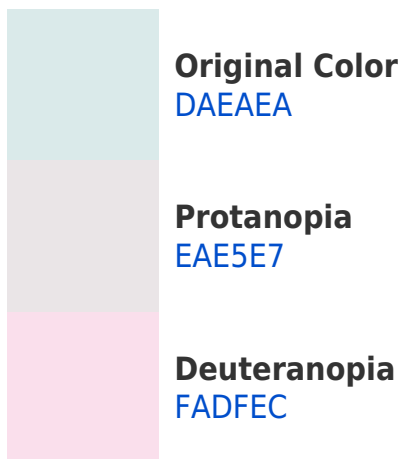 Original Color
DAEAEA
Protanopia
EAE5E7
Deuteranopia
FADFEC